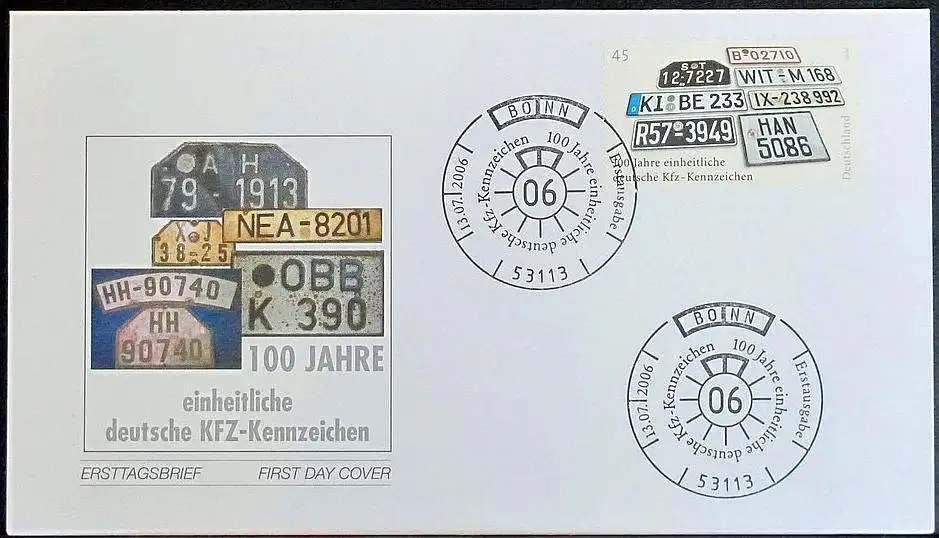 45
B 02710
S T
12-7227
WIT - M 168
D KI BE 233
IX-238 992
R57-3949
HAN
5086
100 Jahre einheitliche
deutsche Kfz-Kennzeichen
Deutschland
A H
79 - 1913
NEA-8201
X J
38-25
OBB
K 390
HH-90740
HH
90740
100 JAHRE
einheitliche
deutsche KFZ-Kennzeichen
ERSTTAGSBRIEF FIRST DAY COVER
BONN
13.07.2006
100 Jahre einheitliche deutsche Kfz-Kennzeichen
06
Erstausgabe
53113
BONN
13.07.2006
100 Jahre einheitliche deutsche Kfz-Kennzeichen
06
Erstausgabe
53113